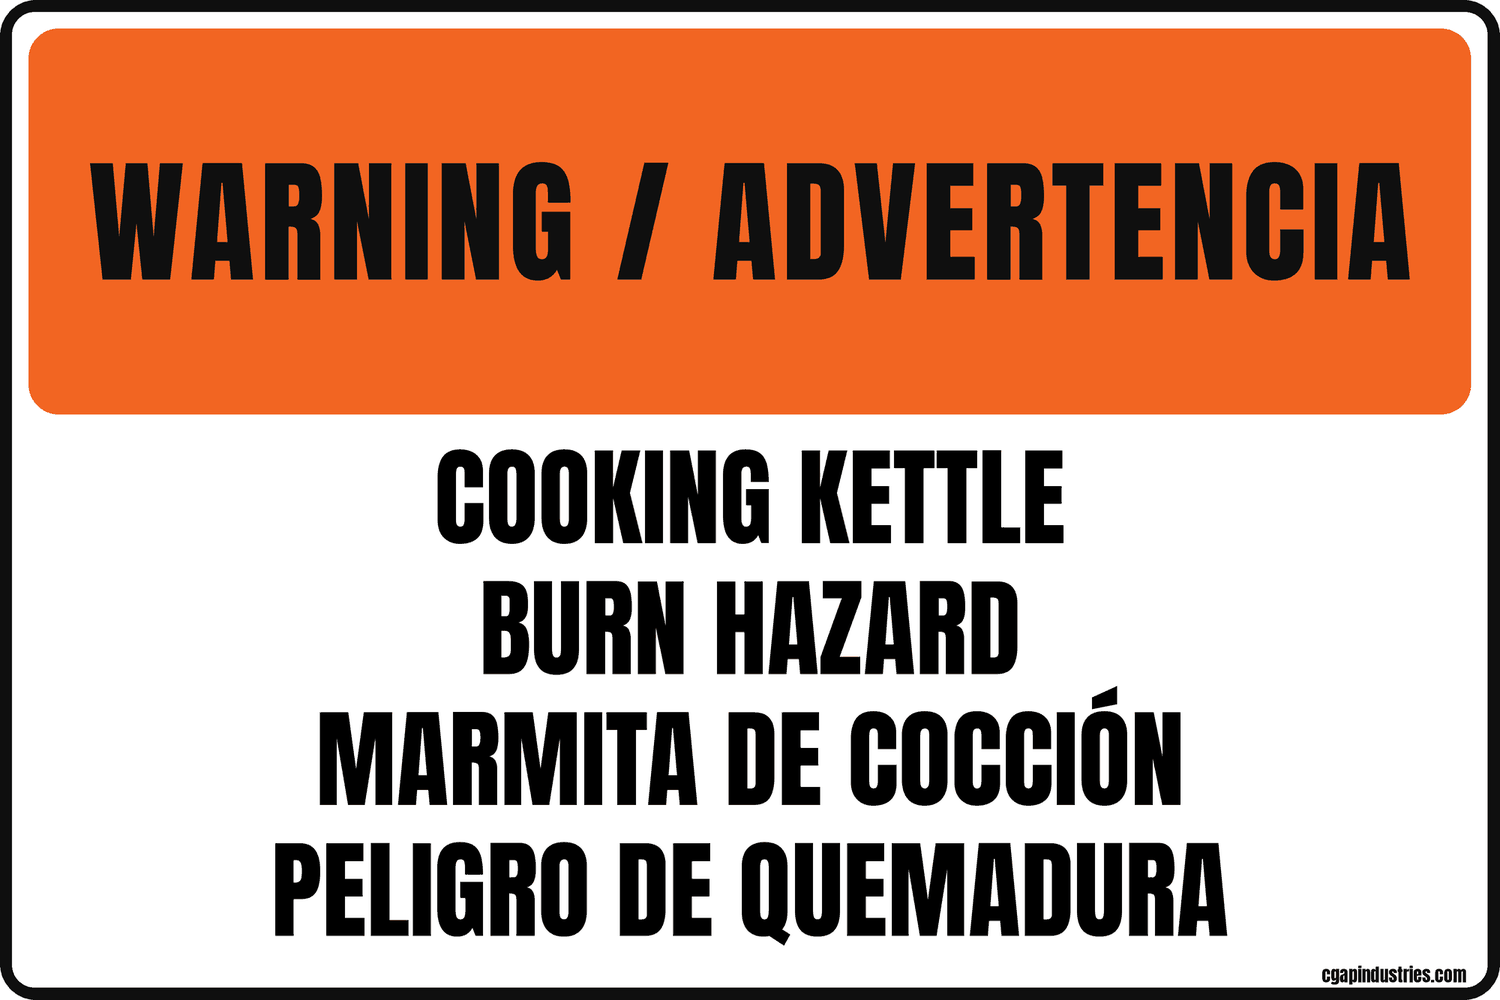 WARNING / ADVERTENCIA
COOKING KETTLE
BURN HAZARD
MARMITA DE COCCIÓN
PELIGRO DE QUEMADURA
cgapindustries.com